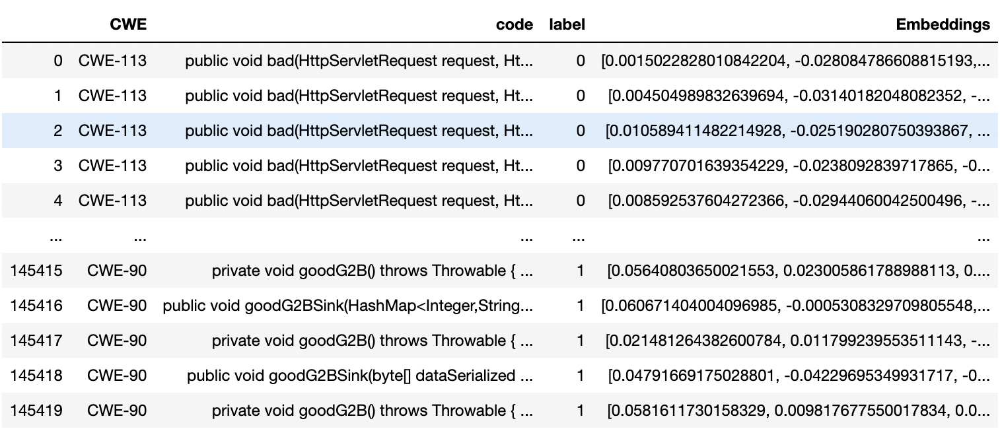 CWE code label Embeddings
0 CWE-113 public void bad(HttpServletRequest request, Ht... 0 [0.0015022828010842204, -0.028084786608815193,...
1 CWE-113 public void bad(HttpServletRequest request, Ht... 0 [0.004504989832639694, -0.03140182048082352, -...
2 CWE-113 public void bad(HttpServletRequest request, Ht... 0 [0.010589411482214928, -0.025190280750393867, ...
3 CWE-113 public void bad(HttpServletRequest request, Ht... 0 [0.009770701639354229, -0.0238092839717865, -0...
4 CWE-113 public void bad(HttpServletRequest request, Ht... 0 [0.008592537604272366, -0.02944060042500496, -...
... ... ... ... ...
145415 CWE-90 private void goodG2B() throws Throwable { ... 1 [0.05640803650021553, 0.023005861788988113, 0....
145416 CWE-90 public void goodG2BSink(HashMap<Integer,String... 1 [0.060671404004096985, -0.0005308329709805548,...
145417 CWE-90 private void goodG2B() throws Throwable { ... 1 [0.021481264382600784, 0.011799239553511143, -...
145418 CWE-90 public void goodG2BSink(byte[] dataSerialized ... 1 [0.04791669175028801, -0.04229695349931717, -0...
145419 CWE-90 private void goodG2B() throws Throwable { ... 1 [0.0581611730158329, 0.009817677550017834, 0.0...